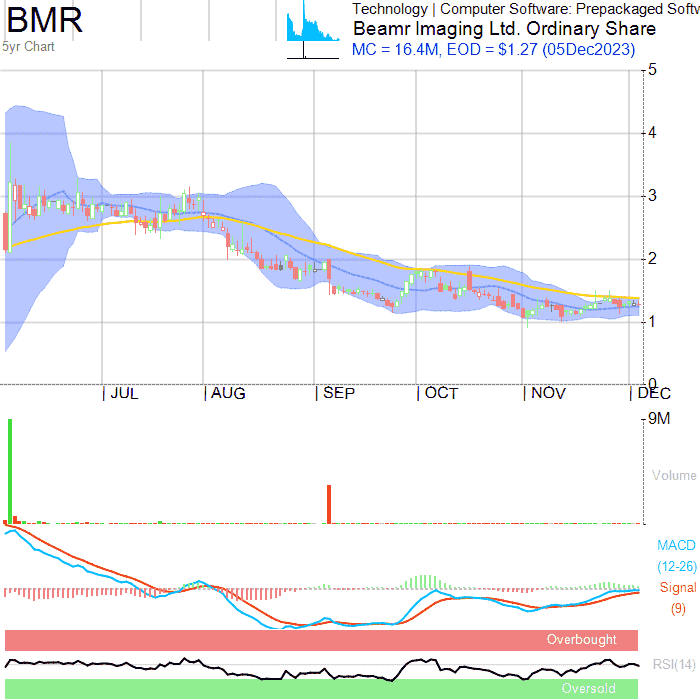 BMR
5yr Chart
Technology | Computer Software: Prepackaged Softw
Beamr Imaging Ltd. Ordinary Share
MC = 16.4M, EOD = $1.27 (05Dec2023)
5
4
3
2
1
0
JUL AUG SEP OCT NOV DEC
9M
Volume
MACD
(12-26)
Signal
(9)
Overbought
RSI(14)
Oversold